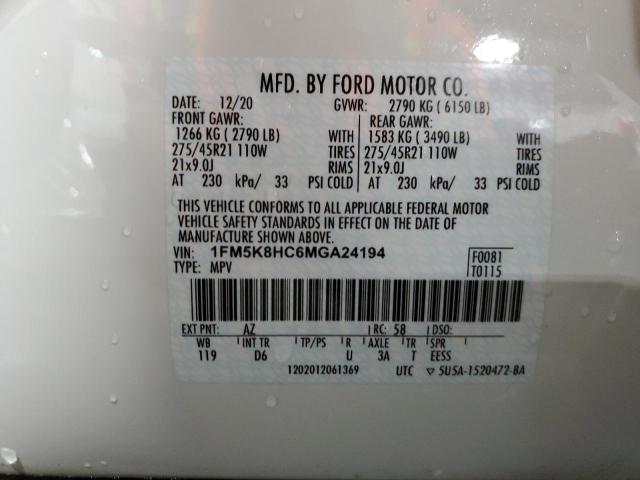 MFD. BY FORD MOTOR CO.
DATE: 12/20 GVWR: 2790 KG ( 6150 LB)
FRONT GAWR: REAR GAWR:
1266 KG ( 2790 LB) WITH 1583 KG ( 3490 LB) WITH
275/45R21 110W TIRES 275/45R21 110W TIRES
21x9.0J RIMS 21x9.0J RIMS
AT 230 kPa/ 33 PSI COLD AT 230 kPa/ 33 PSI COLD
THIS VEHICLE CONFORMS TO ALL APPLICABLE FEDERAL MOTOR
VEHICLE SAFETY STANDARDS IN EFFECT ON THE DATE OF
MANUFACTURE SHOWN ABOVE.
VIN: 1FM5K8HC6MGA24194 F0081
TYPE: MPV T0115
EXT PNT: AZ RC: 58 DSO:
WB INT TR TP/PS R AXLE TR SPR
119 D6 U 3A T EESS
1202012061369 UTC ▽ 5U5A-1520472-BA